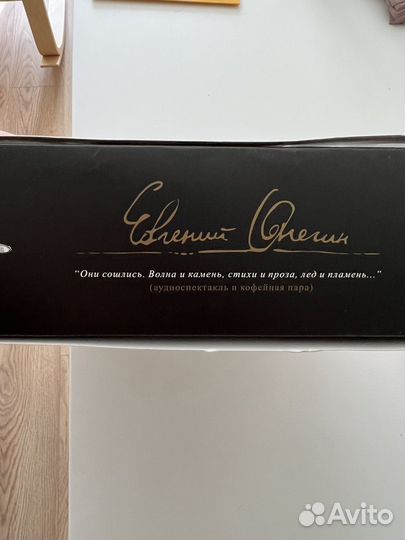 Евгений Онегин
"Они сошлись. Волна и камень, стихи и проза, лед и пламень..."
(аудиоспектакль и кофейная пара)
Avito